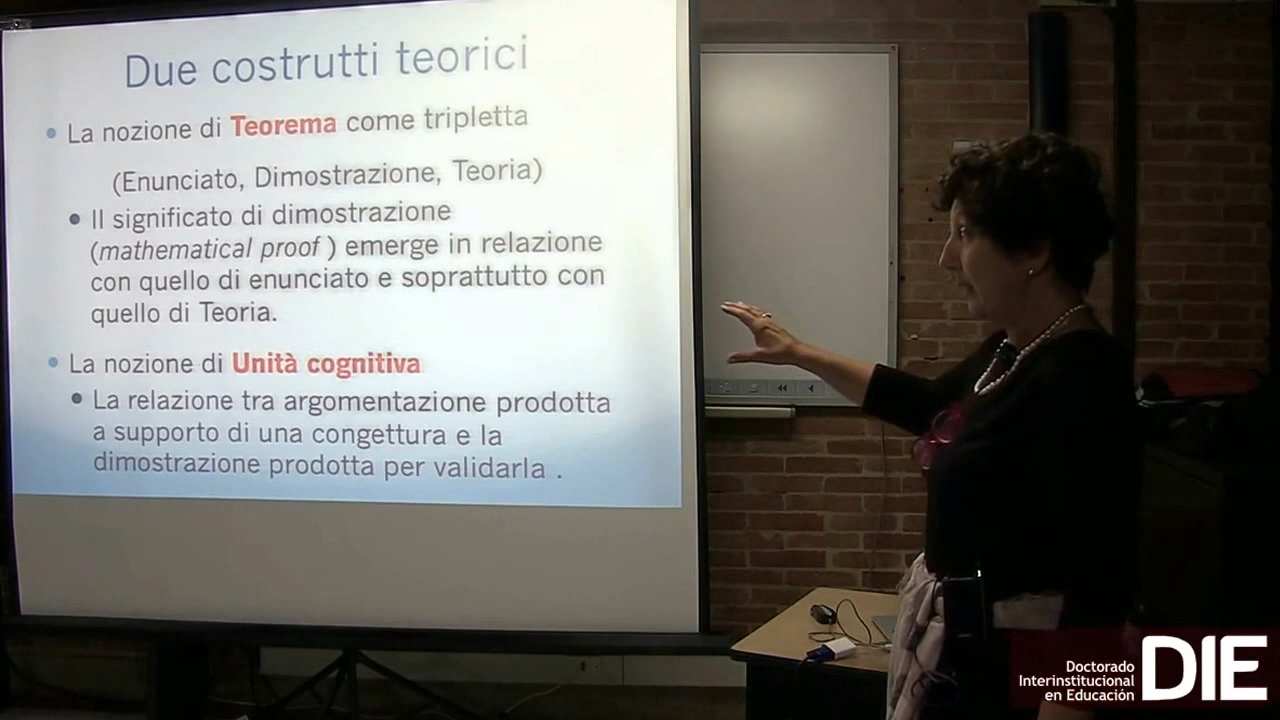 Due costrutti teorici
• La nozione di Teorema come tripletta
(Enunciato, Dimostrazione, Teoria)
• Il significato di dimostrazione
(mathematical proof ) emerge in relazione
con quello di enunciato e soprattutto con
quello di Teoria.
• La nozione di Unità cognitiva
• La relazione tra argomentazione prodotta
a supporto di una congettura e la
dimostrazione prodotta per validarla .
Doctorado
Interinstitucional
en Educación
DIE